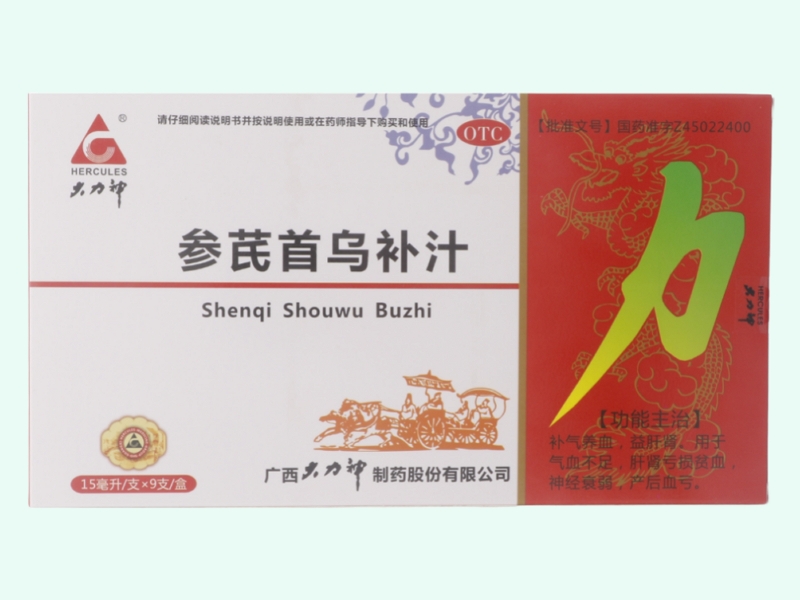 请仔细阅读说明书并按说明使用或在药师指导下购买和使用
OTC
®
HERCULES
大力神
参芪首乌补汁
Shenqi Shouwu Buzhi
15毫升/支×9支/盒
广西大力神制药股份有限公司
【批准文号】国药准字Z45022400
力
HERCULES
大力神
【功能主治】
补气养血，益肝肾。用于
气血不足，肝肾亏损贫血，
神经衰弱，产后血亏。